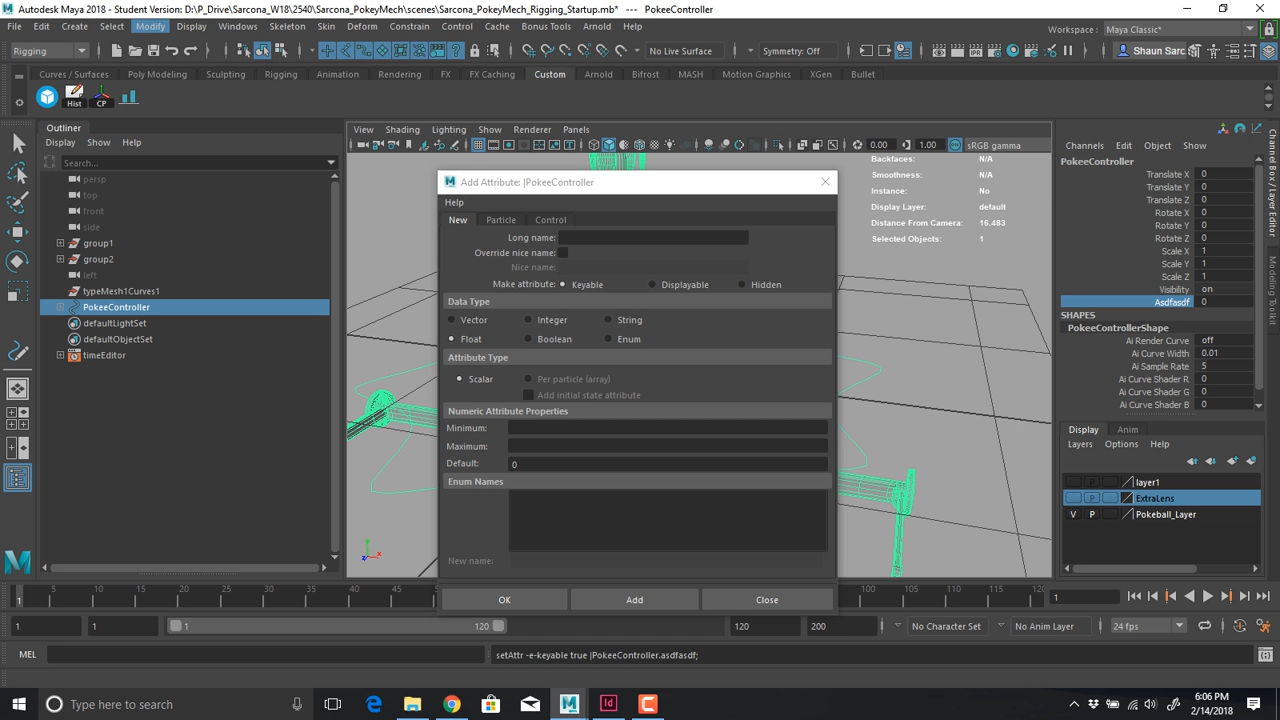 Autodesk Maya 2018 - Student Version: D:\P_Drive\Sarcona_W18\2540\Sarcona_PokeyMech\scenes\Sarcona_PokeyMech_Rigging_Startup.mb* --- PokeeController
File Edit Create Select Modify Display Windows Skeleton Skin Deform Constrain Control Cache Bonus Tools Arnold Help
Workspace: Maya Classic*
Rigging
No Live Surface
Symmetry: Off
Shaun Sarc
Curves / Surfaces Poly Modeling Sculpting Rigging Animation Rendering FX FX Caching Custom Arnold Bifrost MASH Motion Graphics XGen Bullet
Hist CP
Outliner
Display Show Help
Search...
persp
top
front
side
group1
group2
left
typeMesh1Curves1
PokeeController
defaultLightSet
defaultObjectSet
timeEditor
View Shading Lighting Show Renderer Panels
0.00 1.00 sRGB gamma
Backfaces: N/A
Smoothness: N/A
Instance: No
Display Layer: default
Distance From Camera: 16.483
Selected Objects: 1
Add Attribute: |PokeeController
Help
New Particle Control
Long name:
Override nice name:
Nice name:
Make attribute: Keyable Displayable Hidden
Data Type
Vector Integer String
Float Boolean Enum
Attribute Type
Scalar Per particle (array)
Add initial state attribute
Numeric Attribute Properties
Minimum:
Maximum:
Default: 0
Enum Names
New name:
OK Add Close
Channels Edit Object Show
PokeeController
Translate X 0
Translate Y 0
Translate Z 0
Rotate X 0
Rotate Y 0
Rotate Z 0
Scale X 1
Scale Y 1
Scale Z 1
Visibility on
Asdfasdf 0
SHAPES
PokeeControllerShape
Ai Render Curve off
Ai Curve Width 0.01
Ai Sample Rate 5
Ai Curve Shader R 0
Ai Curve Shader G 0
Ai Curve Shader B 0
Display Anim
Layers Options Help
P layer1
P ExtraLens
V P Pokeball_Layer
Channel Box / Layer Editor
Modeling Toolkit
1 5 10 15 20 25 30 35 40 45 50 100 105 110 115 120
1
1 1 1 120 120 200 No Character Set No Anim Layer 24 fps
MEL setAttr -e-keyable true |PokeeController.asdfasdf;
Type here to search
6:06 PM
2/14/2018